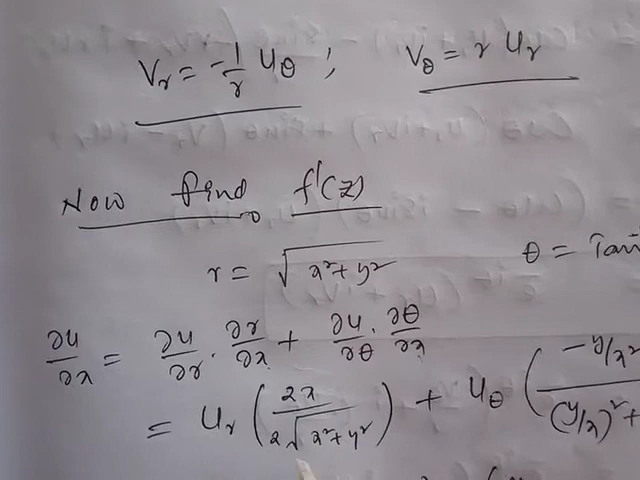 Vr = -1/r uθ ; Vθ = r ur
Now find f'(z)
r = √(x²+y²) θ = Tan
∂u/∂x = ∂u/∂r · ∂r/∂x + ∂u/∂θ · ∂θ/∂x
= ur (2x / 2√(x²+y²)) + uθ (-y/x² / (y/x)²+